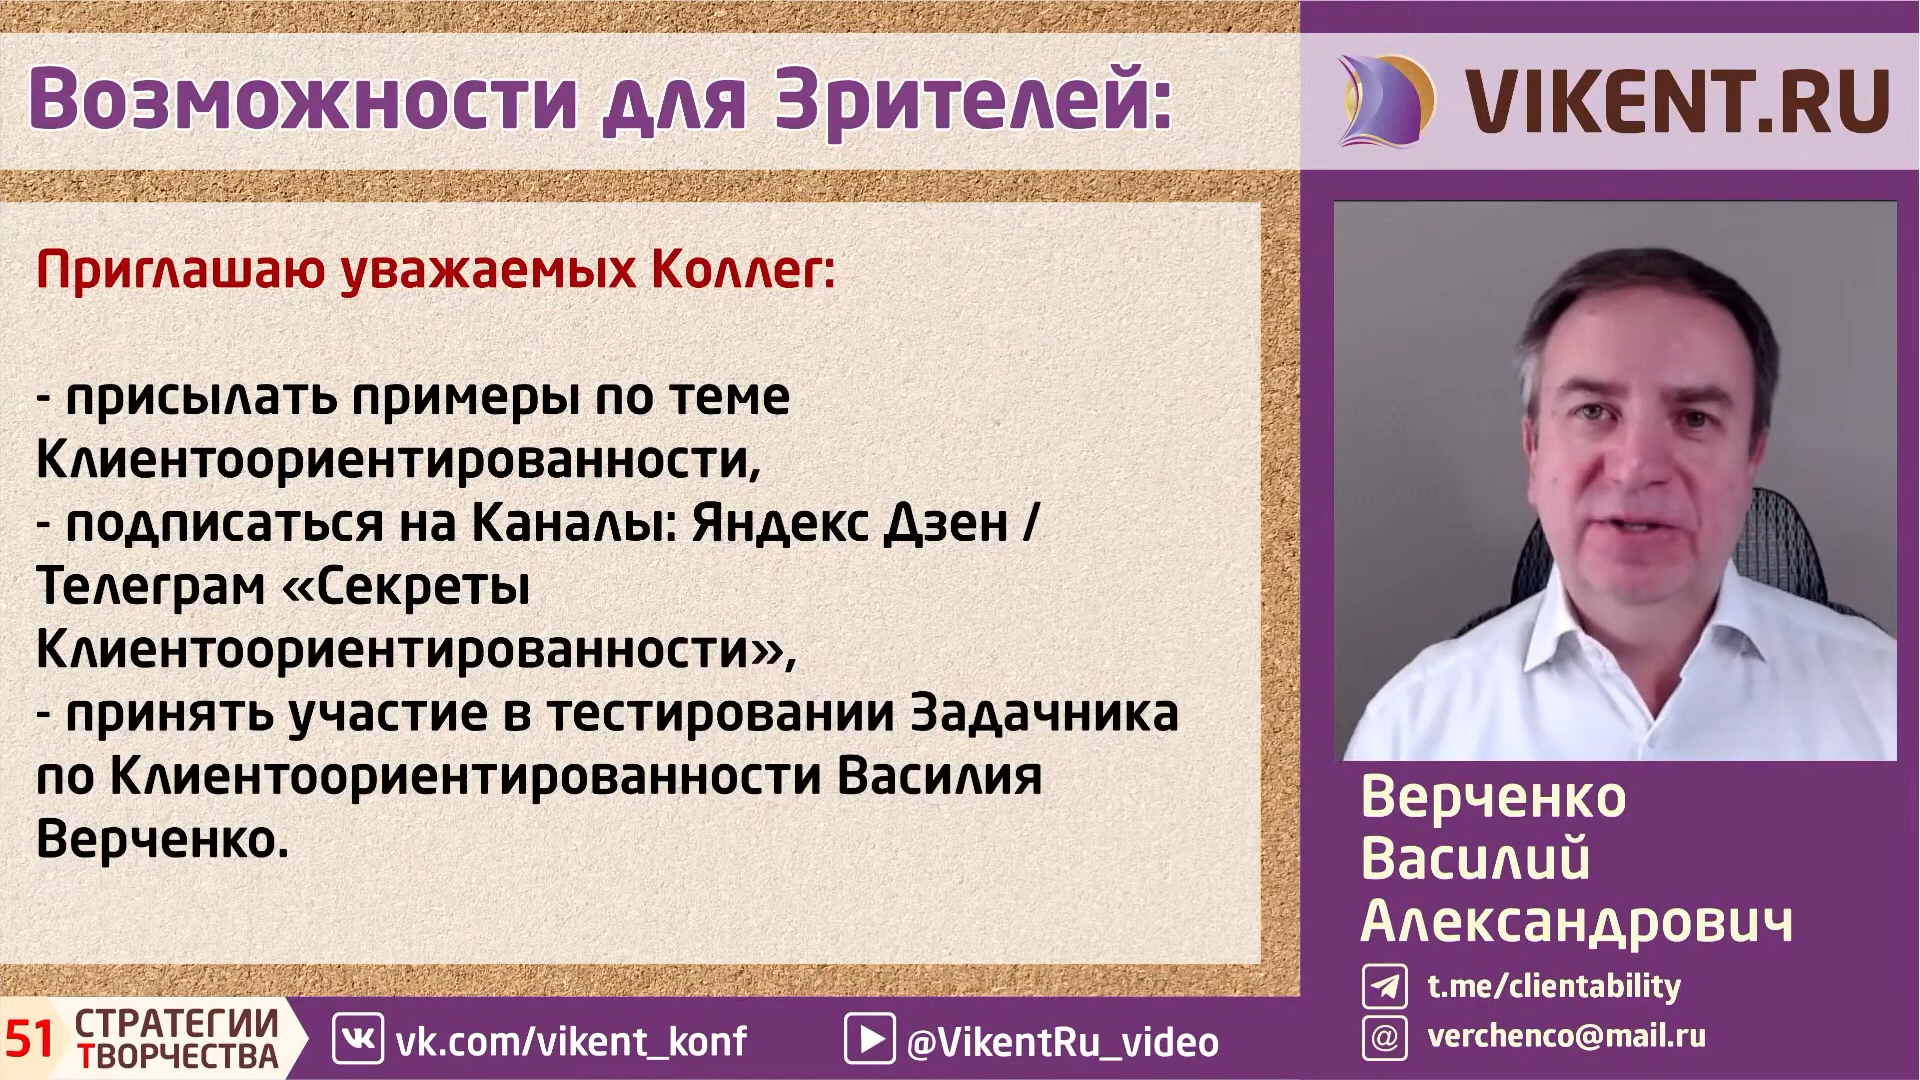 Возможности для Зрителей:
VIKENT.RU
Приглашаю уважаемых Коллег:
- присылать примеры по теме
Клиентоориентированности,
- подписаться на Каналы: Яндекс Дзен /
Телеграм «Секреты
Клиентоориентированности»,
- принять участие в тестировании Задачника
по Клиентоориентированности Василия
Верченко.
Верченко
Василий
Александрович
t.me/clientability
verchenco@mail.ru
51
СТРАТЕГИИ
ТВОРЧЕСТВА
vk.com/vikent_konf
@VikentRu_video